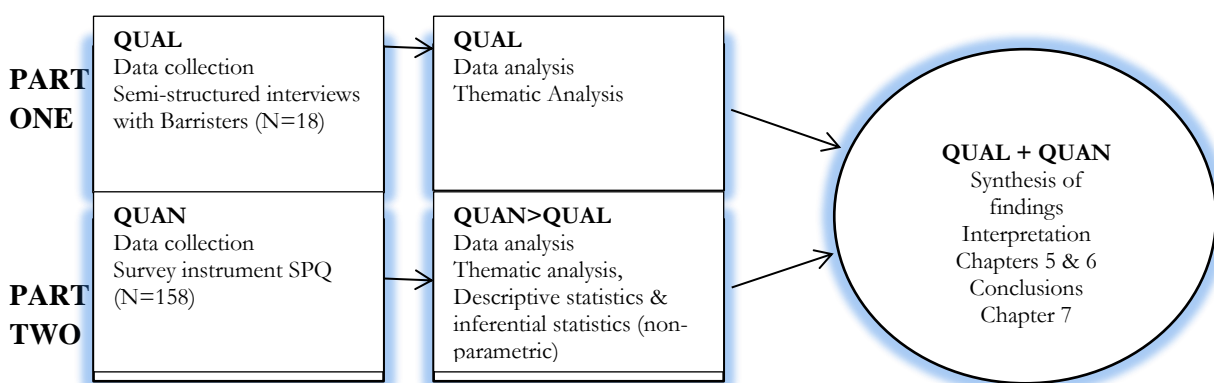 PART
ONE
QUAL
Data collection
Semi-structured interviews
with Barristers (N=18)
QUAL
Data analysis
Thematic Analysis
PART
TWO
QUAN
Data collection
Survey instrument SPQ
(N=158)
QUAN>QUAL
Data analysis
Thematic analysis,
Descriptive statistics &
inferential statistics (non-
parametric)
QUAL + QUAN
Synthesis of
findings
Interpretation
Chapters 5 & 6
Conclusions
Chapter 7